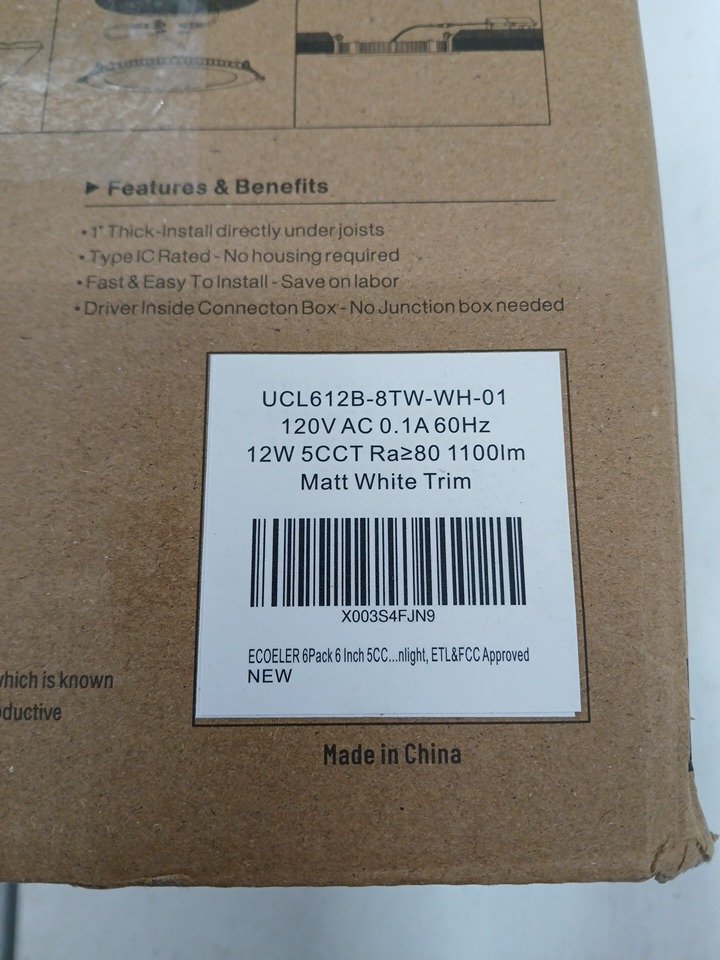 ▶ Features & Benefits
• 1" Thick-Install directly under joists
• Type IC Rated - No housing required
• Fast & Easy To Install - Save on labor
• Driver Inside Connecton Box - No Junction box needed
UCL612B-8TW-WH-01
120V AC 0.1A 60Hz
12W 5CCT Ra≥80 1100lm
Matt White Trim
X003S4FJN9
ECOELER 6Pack 6 Inch 5CC...nlight, ETL&FCC Approved
NEW
which is known
ductive
Made in China